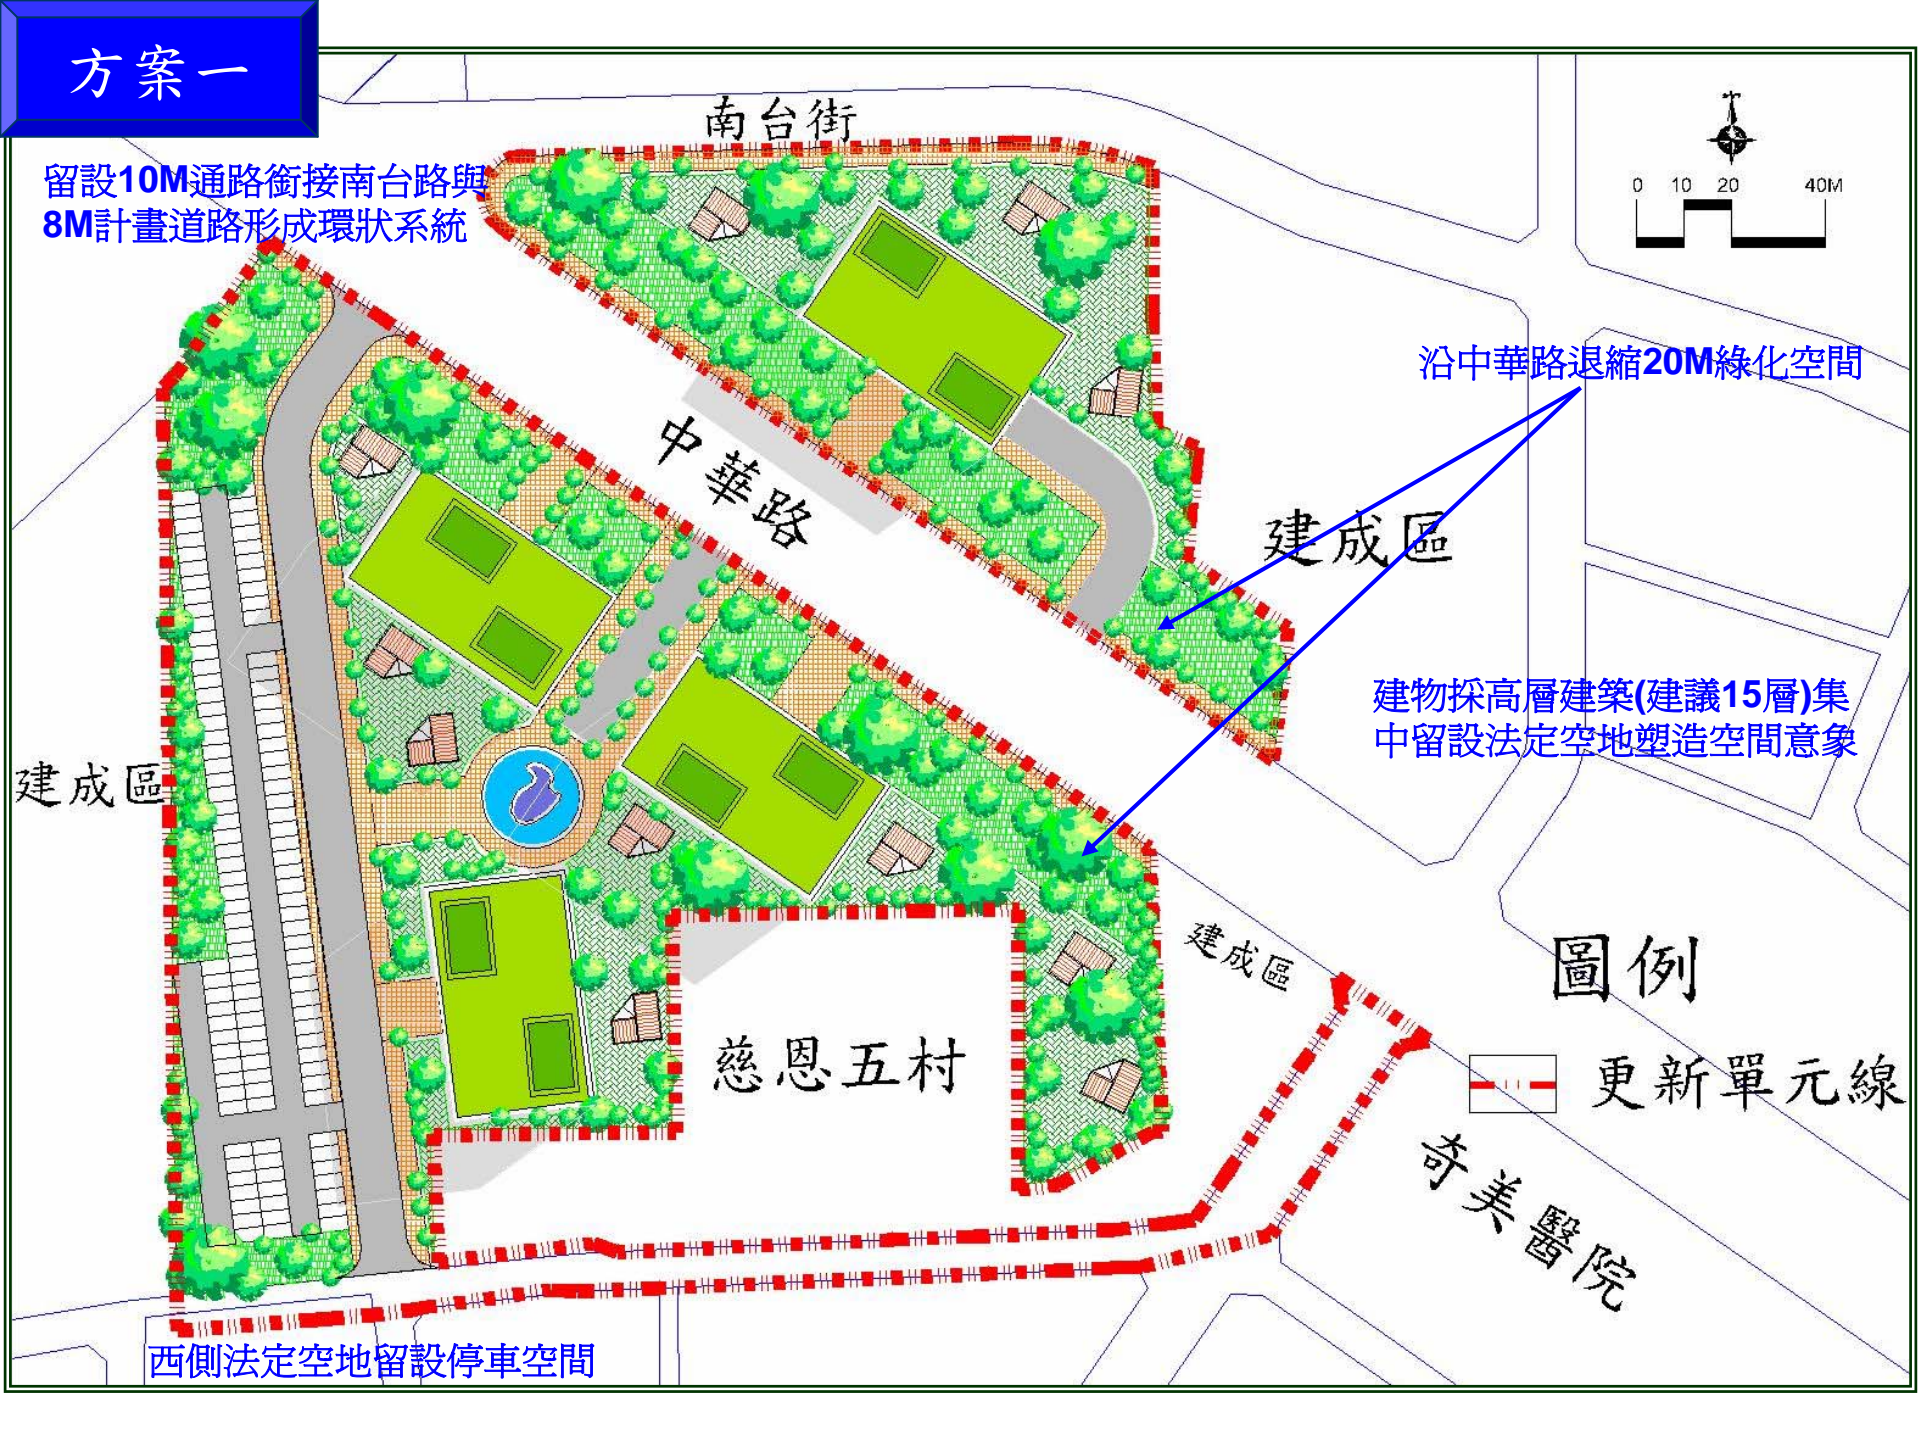 方案一
南台街
留設10M通路銜接南台路與
8M計畫道路形成環狀系統
0 10 20 40M
沿中華路退縮20M綠化空間
中華路
建成區
建物採高層建築(建議15層)集
中留設法定空地塑造空間意象
建成區
建成區
圖例
慈恩五村
更新單元線
奇美醫院
西側法定空地留設停車空間